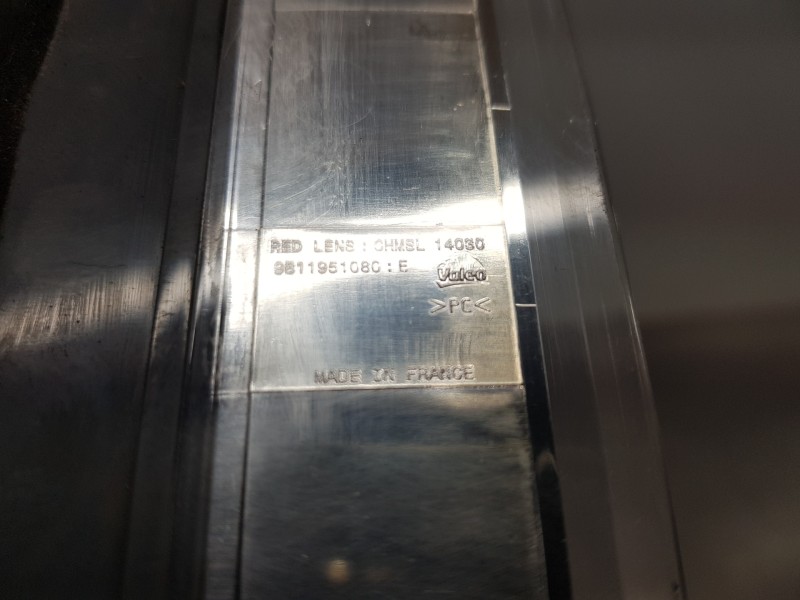 RED LENS : CHMSL 14030
9811951080 : E
Valeo
>PC<
MADE IN FRANCE